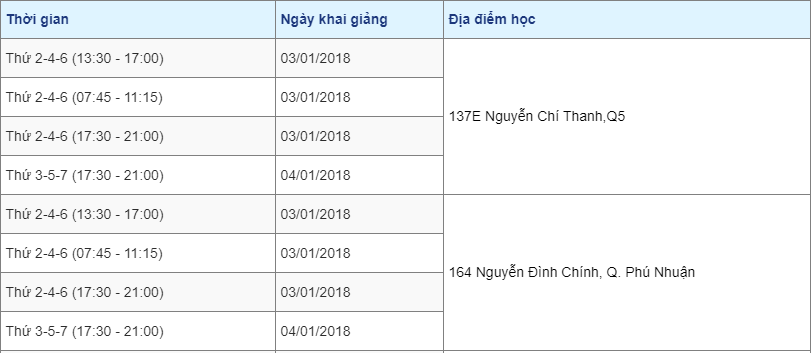 Thời gian Ngày khai giảng Địa điểm học
Thứ 2-4-6 (13:30 - 17:00) 03/01/2018
Thứ 2-4-6 (07:45 - 11:15) 03/01/2018
137E Nguyễn Chí Thanh,Q5
Thứ 2-4-6 (17:30 - 21:00) 03/01/2018
Thứ 3-5-7 (17:30 - 21:00) 04/01/2018
Thứ 2-4-6 (13:30 - 17:00) 03/01/2018
Thứ 2-4-6 (07:45 - 11:15) 03/01/2018
164 Nguyễn Đình Chính, Q. Phú Nhuận
Thứ 2-4-6 (17:30 - 21:00) 03/01/2018
Thứ 3-5-7 (17:30 - 21:00) 04/01/2018